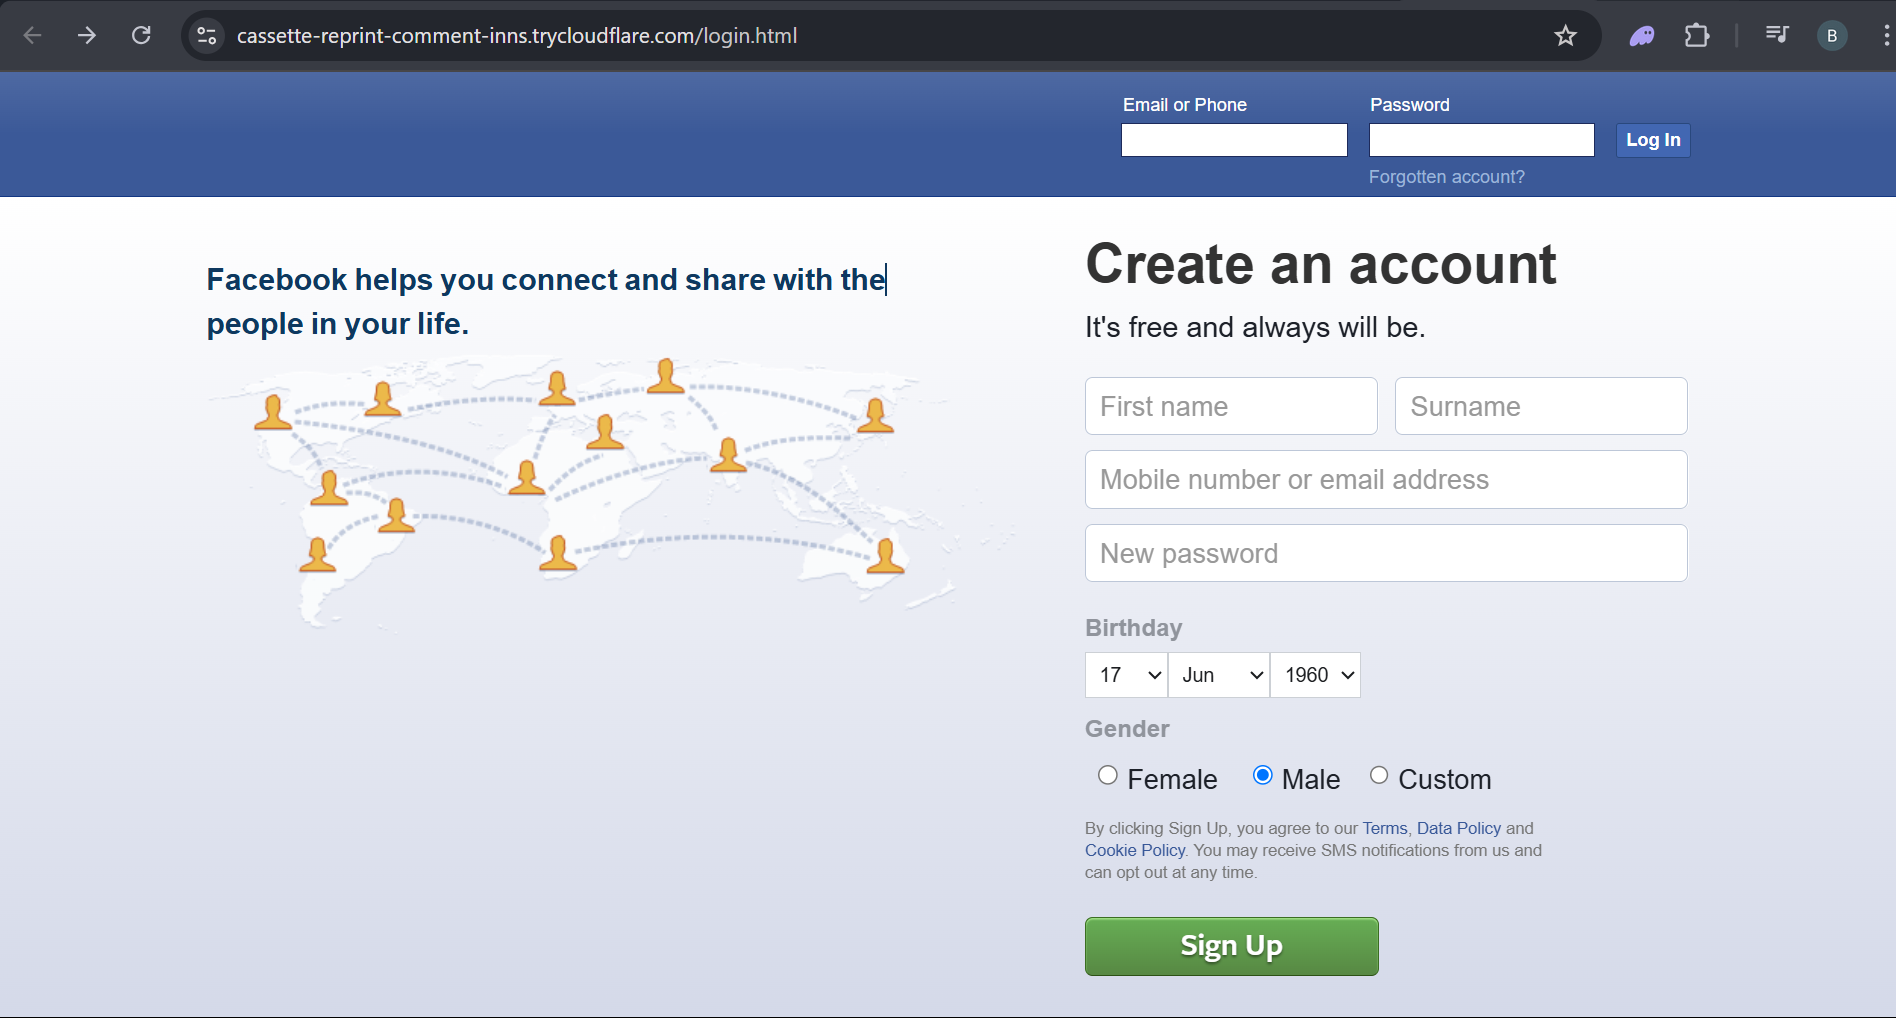 cassette-reprint-comment-inns.trycloudflare.com/login.html
B
Email or Phone
Password
Log In
Forgotten account?
Facebook helps you connect and share with the
people in your life.
Create an account
It's free and always will be.
First name
Surname
Mobile number or email address
New password
Birthday
17
Jun
1960
Gender
Female
Male
Custom
By clicking Sign Up, you agree to our Terms, Data Policy and
Cookie Policy. You may receive SMS notifications from us and
can opt out at any time.
Sign Up